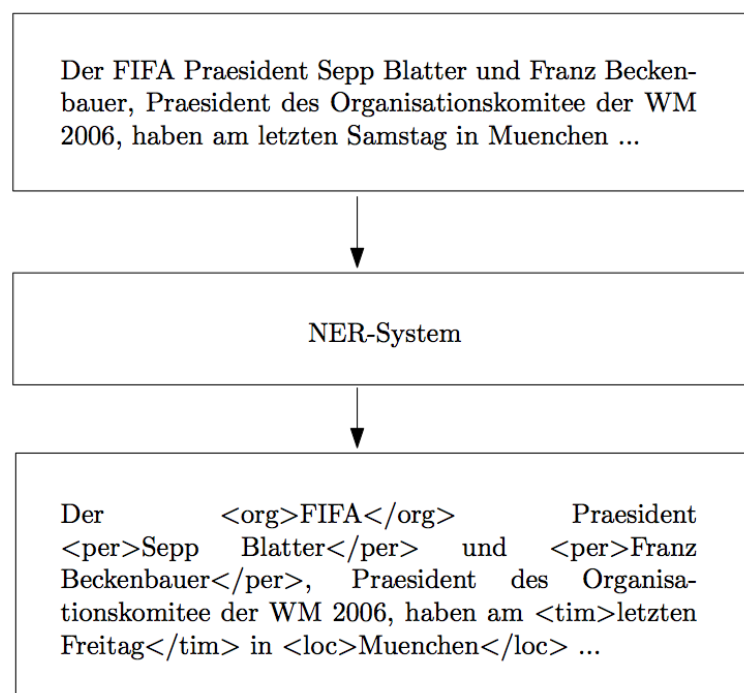 Der FIFA Praesident Sepp Blatter und Franz Becken-
bauer, Praesident des Organisationskomitee der WM
2006, haben am letzten Samstag in Muenchen ...
NER-System
Der <org>FIFA</org> Praesident
<per>Sepp Blatter</per> und <per>Franz
Beckenbauer</per>, Praesident des Organisa-
tionskomitee der WM 2006, haben am <tim>letzten
Freitag</tim> in <loc>Muenchen</loc> ...